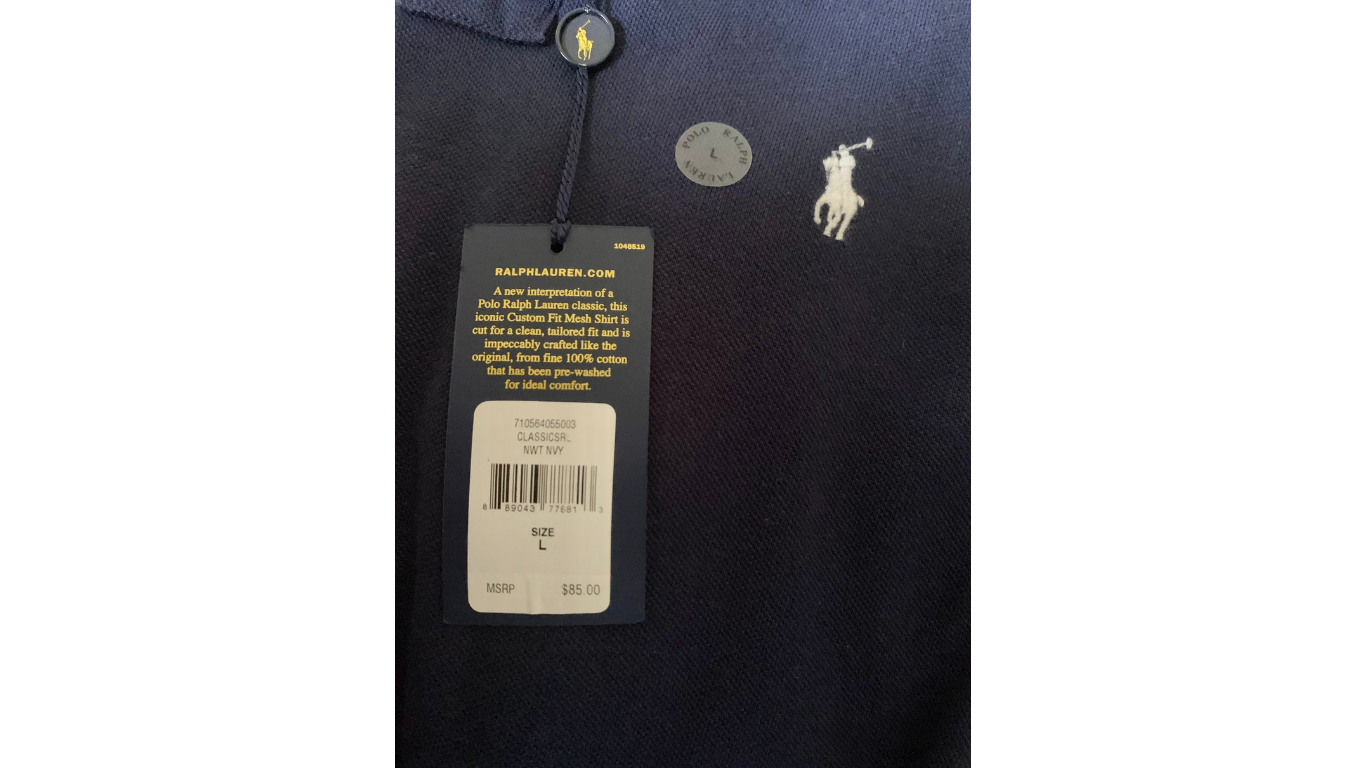 POLO RALPH LAUREN
L
1048519
RALPHLAUREN.COM
A new interpretation of a
Polo Ralph Lauren classic, this
iconic Custom Fit Mesh Shirt is
cut for a clean, tailored fit and is
impeccably crafted like the
original, from fine 100% cotton
that has been pre-washed
for ideal comfort.
710564055003
CLASSICSRL
NWT NVY
8 89043 77681 3
SIZE
L
MSRP $85.00